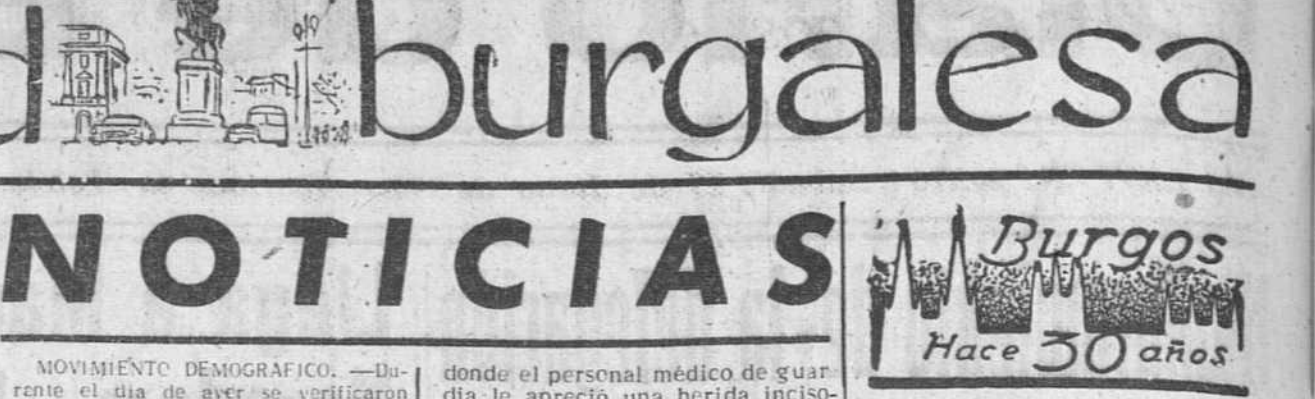 d burgalesa
NOTICIAS
MOVIMIENTO DEMOGRAFICO. —Du-
rante el dia de ayer se verificaron
donde el personal médico de guar
dia le apreció una herida inciso-
Burgos
Hace 30 años